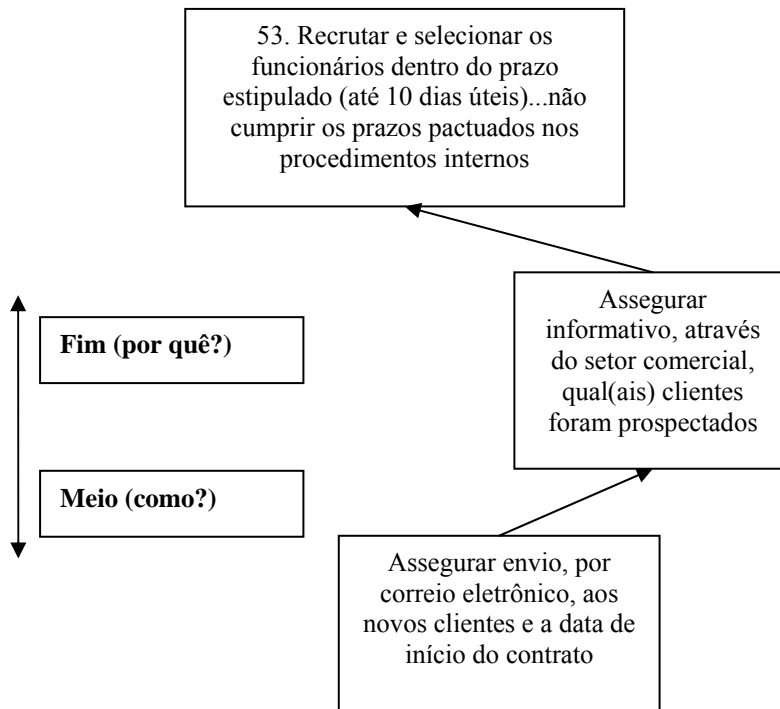 53. Recrutar e selecionar os
funcionários dentro do prazo
estipulado (até 10 dias úteis)...não
cumprir os prazos pactuados nos
procedimentos internos
Assegurar
informativo, através
do setor comercial,
qual(ais) clientes
foram prospectados
Fim (por quê?)
Meio (como?)
Assegurar envio, por
correio eletrônico, aos
novos clientes e a data de
início do contrato